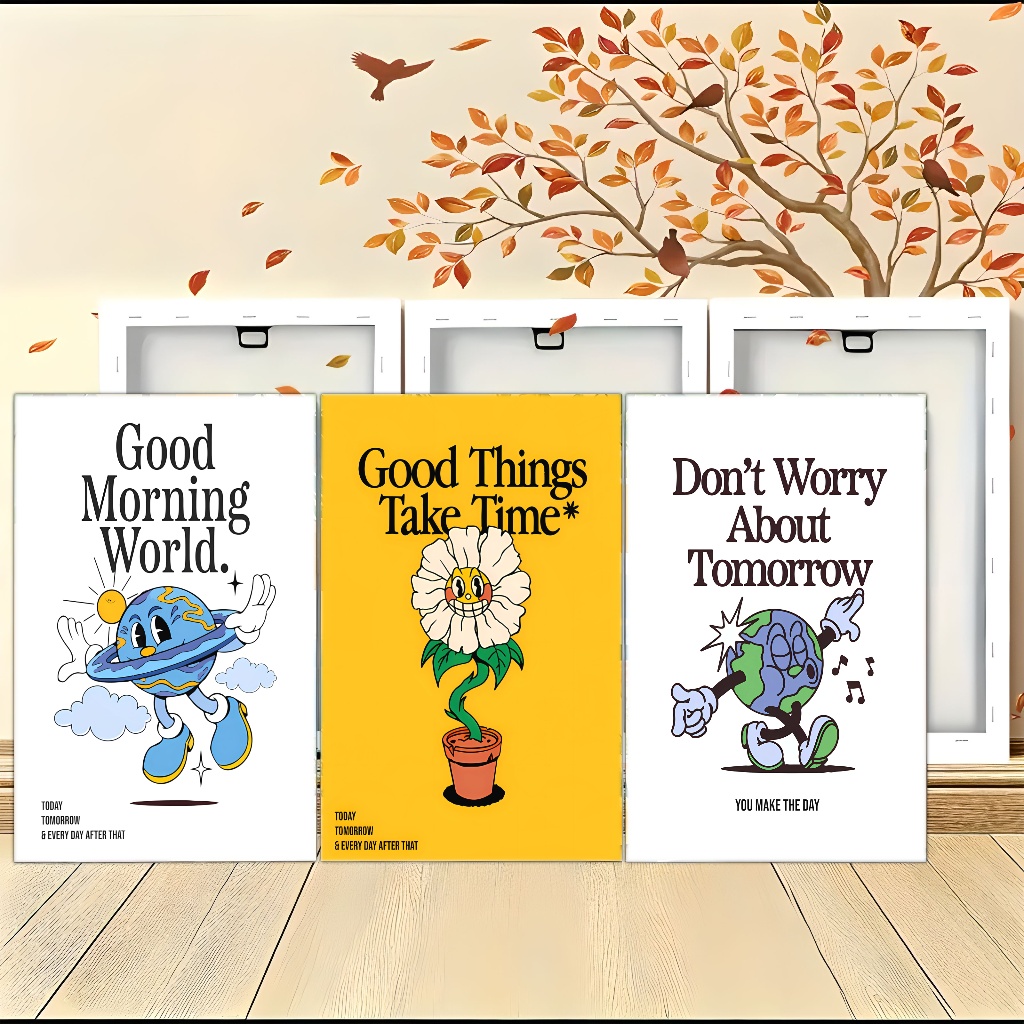 Good
Morning
World.
TODAY
TOMORROW
& EVERY DAY AFTER THAT
Good Things
Take Time*
TODAY
TOMORROW
& EVERY DAY AFTER THAT
Don't Worry
About
Tomorrow
YOU MAKE THE DAY